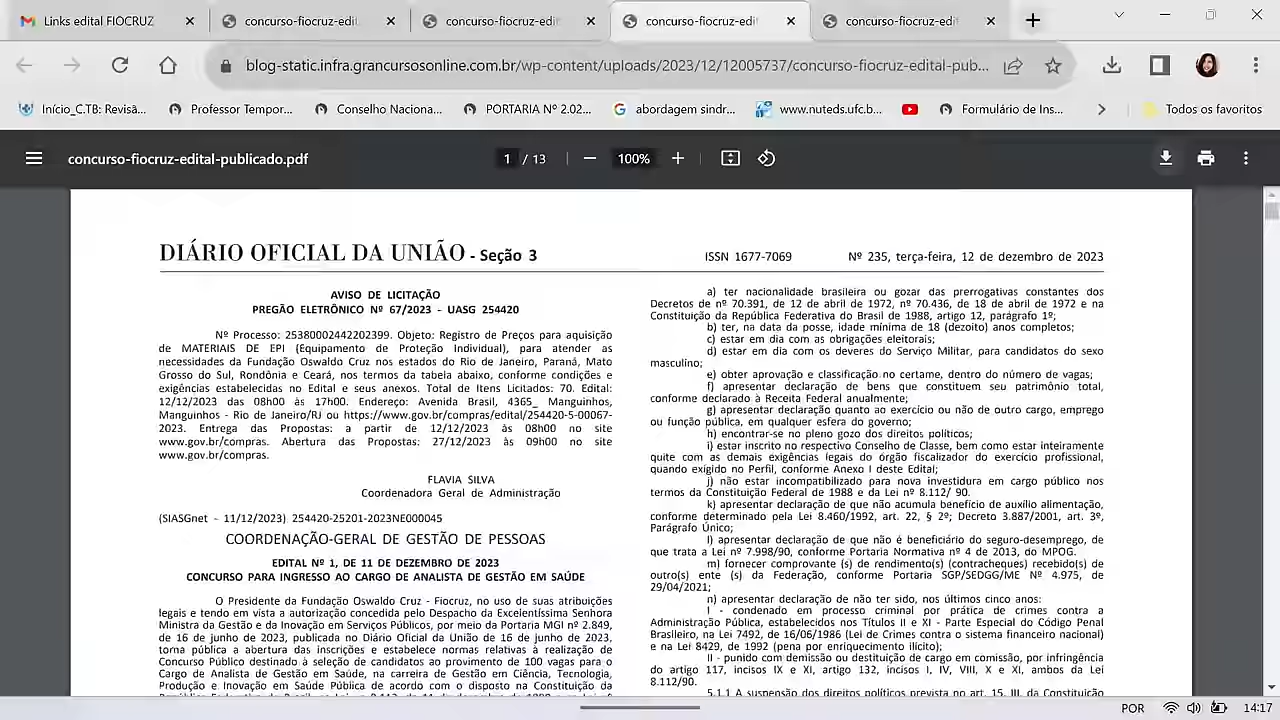 Links edital FIOCRUZ
concurso-fiocruz-edit
concurso-fiocruz-edit
concurso-fiocruz-edit
concurso-fiocruz-edit
blog-static.infra.grancursosonline.com.br/wp-content/uploads/2023/12/12005737/concurso-fiocruz-edital-pub...
Início_C.TB: Revisã...
Professor Tempor...
Conselho Naciona...
PORTARIA Nº 2.02...
abordagem sindr...
www.nuteds.ufc.b...
Formulário de Ins...
Todos os favoritos
concurso-fiocruz-edital-publicado.pdf
1 / 13
100%
DIÁRIO OFICIAL DA UNIÃO - Seção 3
ISSN 1677-7069
Nº 235, terça-feira, 12 de dezembro de 2023
AVISO DE LICITAÇÃO
PREGÃO ELETRÔNICO Nº 67/2023 - UASG 254420
Nº Processo: 25380002442202399. Objeto: Registro de Preços para aquisição
de MATERIAIS DE EPI (Equipamento de Proteção Individual), para atender as
necessidades da Fundação Oswaldo Cruz nos estados do Rio de Janeiro, Paraná, Mato
Grosso do Sul, Rondônia e Ceará, nos termos da tabela abaixo, conforme condições e
exigências estabelecidas no Edital e seus anexos. Total de Itens Licitados: 70. Edital:
12/12/2023 das 08h00 às 17h00. Endereço: Avenida Brasil, 4365_ Manguinhos,
Manguinhos - Rio de Janeiro/RJ ou https://www.gov.br/compras/edital/254420-5-00067-
2023. Entrega das Propostas: a partir de 12/12/2023 às 08h00 no site
www.gov.br/compras. Abertura das Propostas: 27/12/2023 às 09h00 no site
www.gov.br/compras.
FLAVIA SILVA
Coordenadora Geral de Administração
(SIASGnet - 11/12/2023) 254420-25201-2023NE000045
COORDENAÇÃO-GERAL DE GESTÃO DE PESSOAS
EDITAL Nº 1, DE 11 DE DEZEMBRO DE 2023
CONCURSO PARA INGRESSO AO CARGO DE ANALISTA DE GESTÃO EM SAÚDE
O Presidente da Fundação Oswaldo Cruz - Fiocruz, no uso de suas atribuições
legais e tendo em vista a autorização concedida pelo Despacho da Excelentíssima Senhora
Ministra da Gestão e da Inovação em Serviços Públicos, por meio da Portaria MGI nº 2.849,
de 16 de junho de 2023, publicada no Diário Oficial da União de 16 de junho de 2023,
torna pública a abertura das inscrições e estabelece normas relativas à realização de
Concurso Público destinado à seleção de candidatos ao provimento de 100 vagas para o
Cargo de Analista de Gestão em Saúde, na carreira de Gestão em Ciência, Tecnologia,
Produção e Inovação em Saúde Pública de acordo com o disposto na Constituição da
a) ter nacionalidade brasileira ou gozar das prerrogativas constantes dos
Decretos de nº 70.391, de 12 de abril de 1972, nº 70.436, de 18 de abril de 1972 e na
Constituição da República Federativa do Brasil de 1988, artigo 12, parágrafo 1º;
b) ter, na data da posse, idade mínima de 18 (dezoito) anos completos;
c) estar em dia com as obrigações eleitorais;
d) estar em dia com os deveres do Serviço Militar, para candidatos do sexo
masculino;
e) obter aprovação e classificação no certame, dentro do número de vagas;
f) apresentar declaração de bens que constituem seu patrimônio total,
conforme declarado à Receita Federal anualmente;
g) apresentar declaração quanto ao exercício ou não de outro cargo, emprego
ou função pública, em qualquer esfera do governo;
h) encontrar-se no pleno gozo dos direitos políticos;
i) estar inscrito no respectivo Conselho de Classe, bem como estar inteiramente
quite com as demais exigências legais do órgão fiscalizador do exercício profissional,
quando exigido no Perfil, conforme Anexo I deste Edital;
j) não estar incompatibilizado para nova investidura em cargo público nos
termos da Constituição Federal de 1988 e da Lei nº 8.112/ 90.
k) apresentar declaração de que não acumula benefício de auxílio alimentação,
conforme determinado pela Lei 8.460/1992, art. 22, § 2º; Decreto 3.887/2001, art. 3º,
Parágrafo Único;
l) apresentar declaração de que não é beneficiário do seguro-desemprego, de
que trata a Lei nº 7.998/90, conforme Portaria Normativa nº 4 de 2013, do MPOG.
m) fornecer comprovante (s) de rendimento(s) (contracheques) recebido(s) de
outro(s) ente (s) da Federação, conforme Portaria SGP/SEDGG/ME Nº 4.975, de
29/04/2021;
n) apresentar declaração de não ter sido, nos últimos cinco anos:
I - condenado em processo criminal por prática de crimes contra a
Administração Pública, estabelecidos nos Títulos II e XI - Parte Especial do Código Penal
Brasileiro, na Lei 7492, de 16/06/1986 (Lei de Crimes contra o sistema financeiro nacional)
e na Lei 8429, de 1992 (pena por enriquecimento ilícito);
II - punido com demissão ou destituição de cargo em comissão, por infringência
do artigo 117, incisos IX e XI, artigo 132, incisos I, IV, VIII, X e XI, ambos da Lei
8.112/90.
5.1.1 A suspensão dos direitos políticos prevista no art. 15, III, da Constituição
POR
14:17